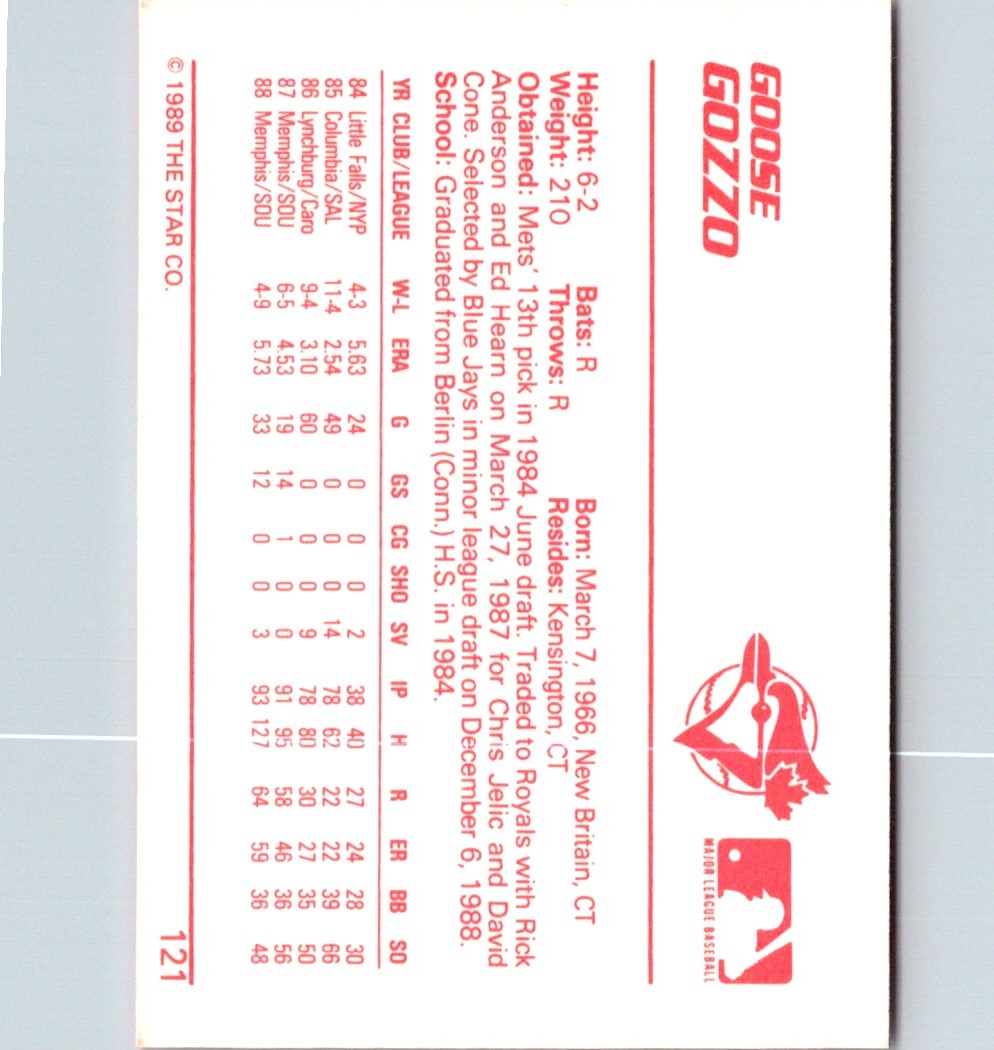 GOOSE
GOZZO
MAJOR LEAGUE BASEBALL
Height: 6-2 Bats: R Born: March 7, 1966, New Britain, CT
Weight: 210 Throws: R Resides: Kensington, CT
Obtained: Mets' 13th pick in 1984 June draft. Traded to Royals with Rick
Anderson and Ed Hearn on March 27, 1987 for Chris Jelic and David
Cone. Selected by Blue Jays in minor league draft on December 6, 1988.
School: Graduated from Berlin (Conn.) H.S. in 1984.
YR CLUB/LEAGUE W-L ERA G GS CG SHO SV IP H R ER BB SO
84 Little Falls/NYP 4-3 5.63 24 0 0 0 2 38 40 27 24 28 30
85 Columbia/SAL 11-4 2.54 49 0 0 0 14 78 62 22 22 39 66
86 Lynchburg/Caro 9-4 3.10 60 0 0 0 9 78 80 30 27 35 50
87 Memphis/SOU 6-5 4.53 19 14 1 0 0 91 95 58 46 36 56
88 Memphis/SOU 4-9 5.73 33 12 0 0 3 93 127 64 59 36 48
© 1989 THE STAR CO. 121